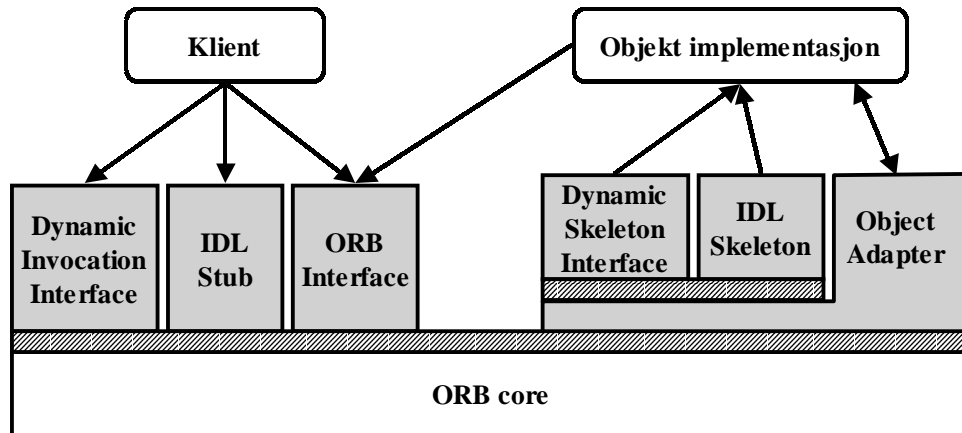 Klient
Objekt implementasjon
Dynamic
Invocation
Interface
IDL
Stub
ORB
Interface
Dynamic
Skeleton
Interface
IDL
Skeleton
Object
Adapter
ORB core